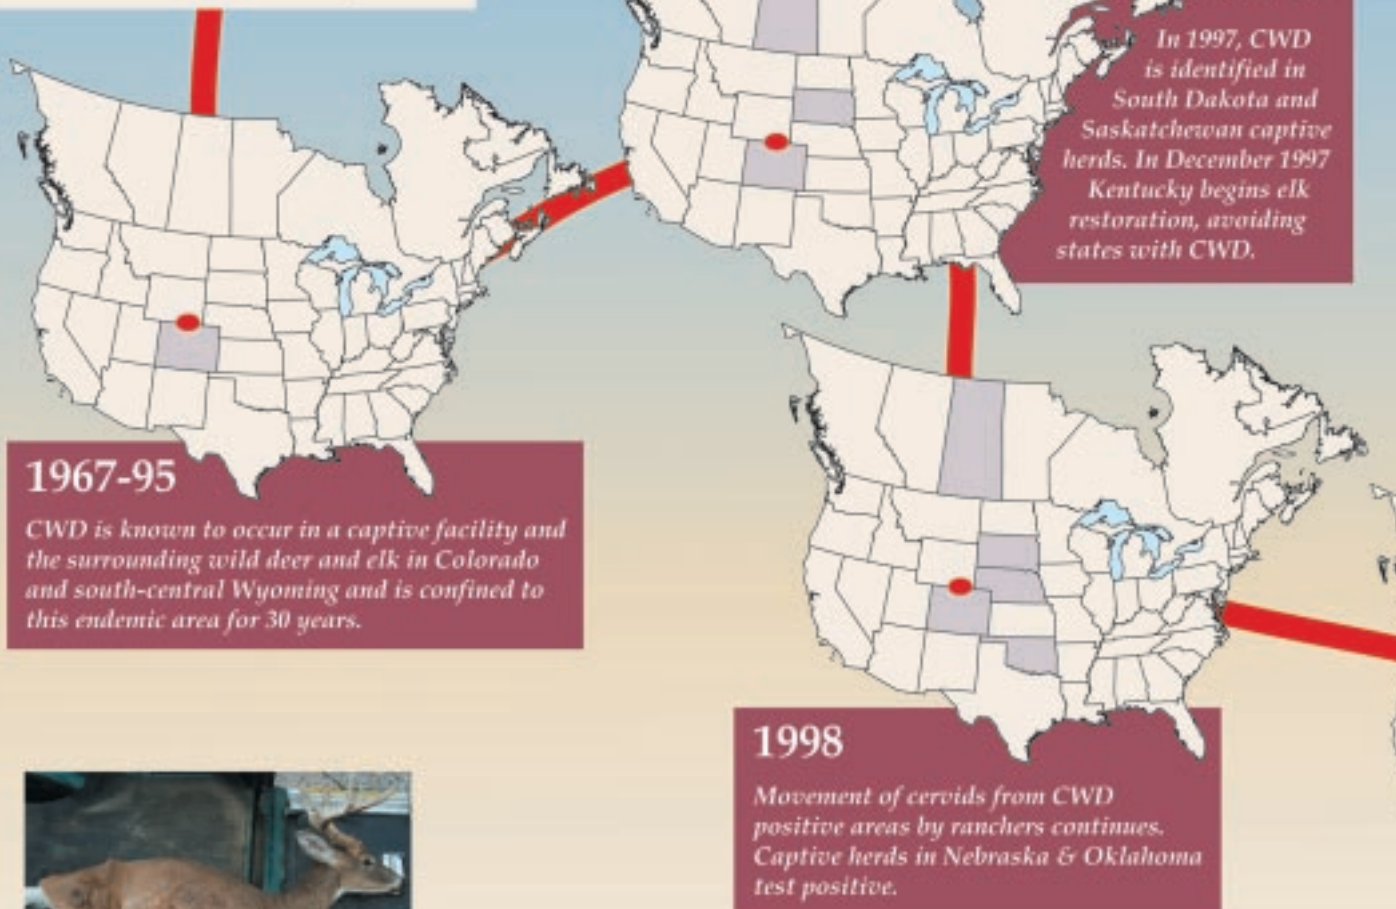 1967-95
CWD is known to occur in a captive facility and
the surrounding wild deer and elk in Colorado
and south-central Wyoming and is confined to
this endemic area for 30 years.
In 1997, CWD
is identified in
South Dakota and
Saskatchewan captive
herds. In December 1997
Kentucky begins elk
restoration, avoiding
states with CWD.
1998
Movement of cervids from CWD
positive areas by ranchers continues.
Captive herds in Nebraska & Oklahoma
test positive.